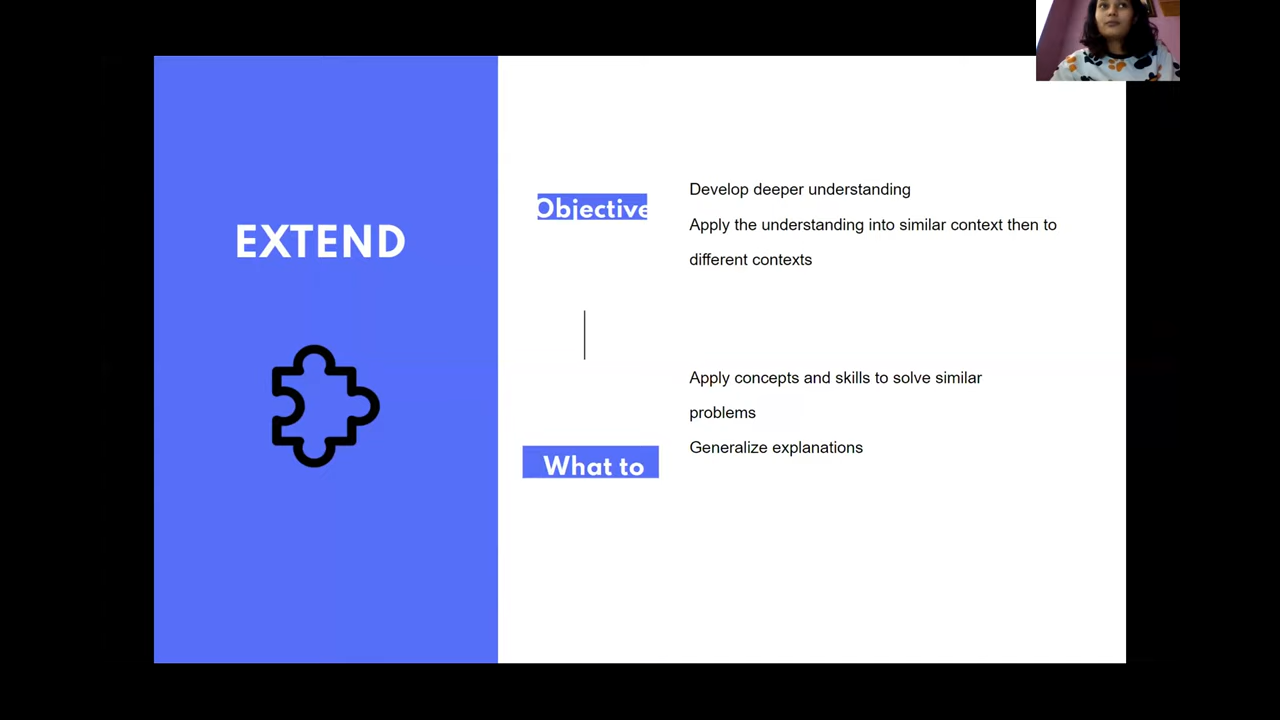 EXTEND
Objective
Develop deeper understanding
Apply the understanding into similar context then to
different contexts
Apply concepts and skills to solve similar
problems
Generalize explanations
What to